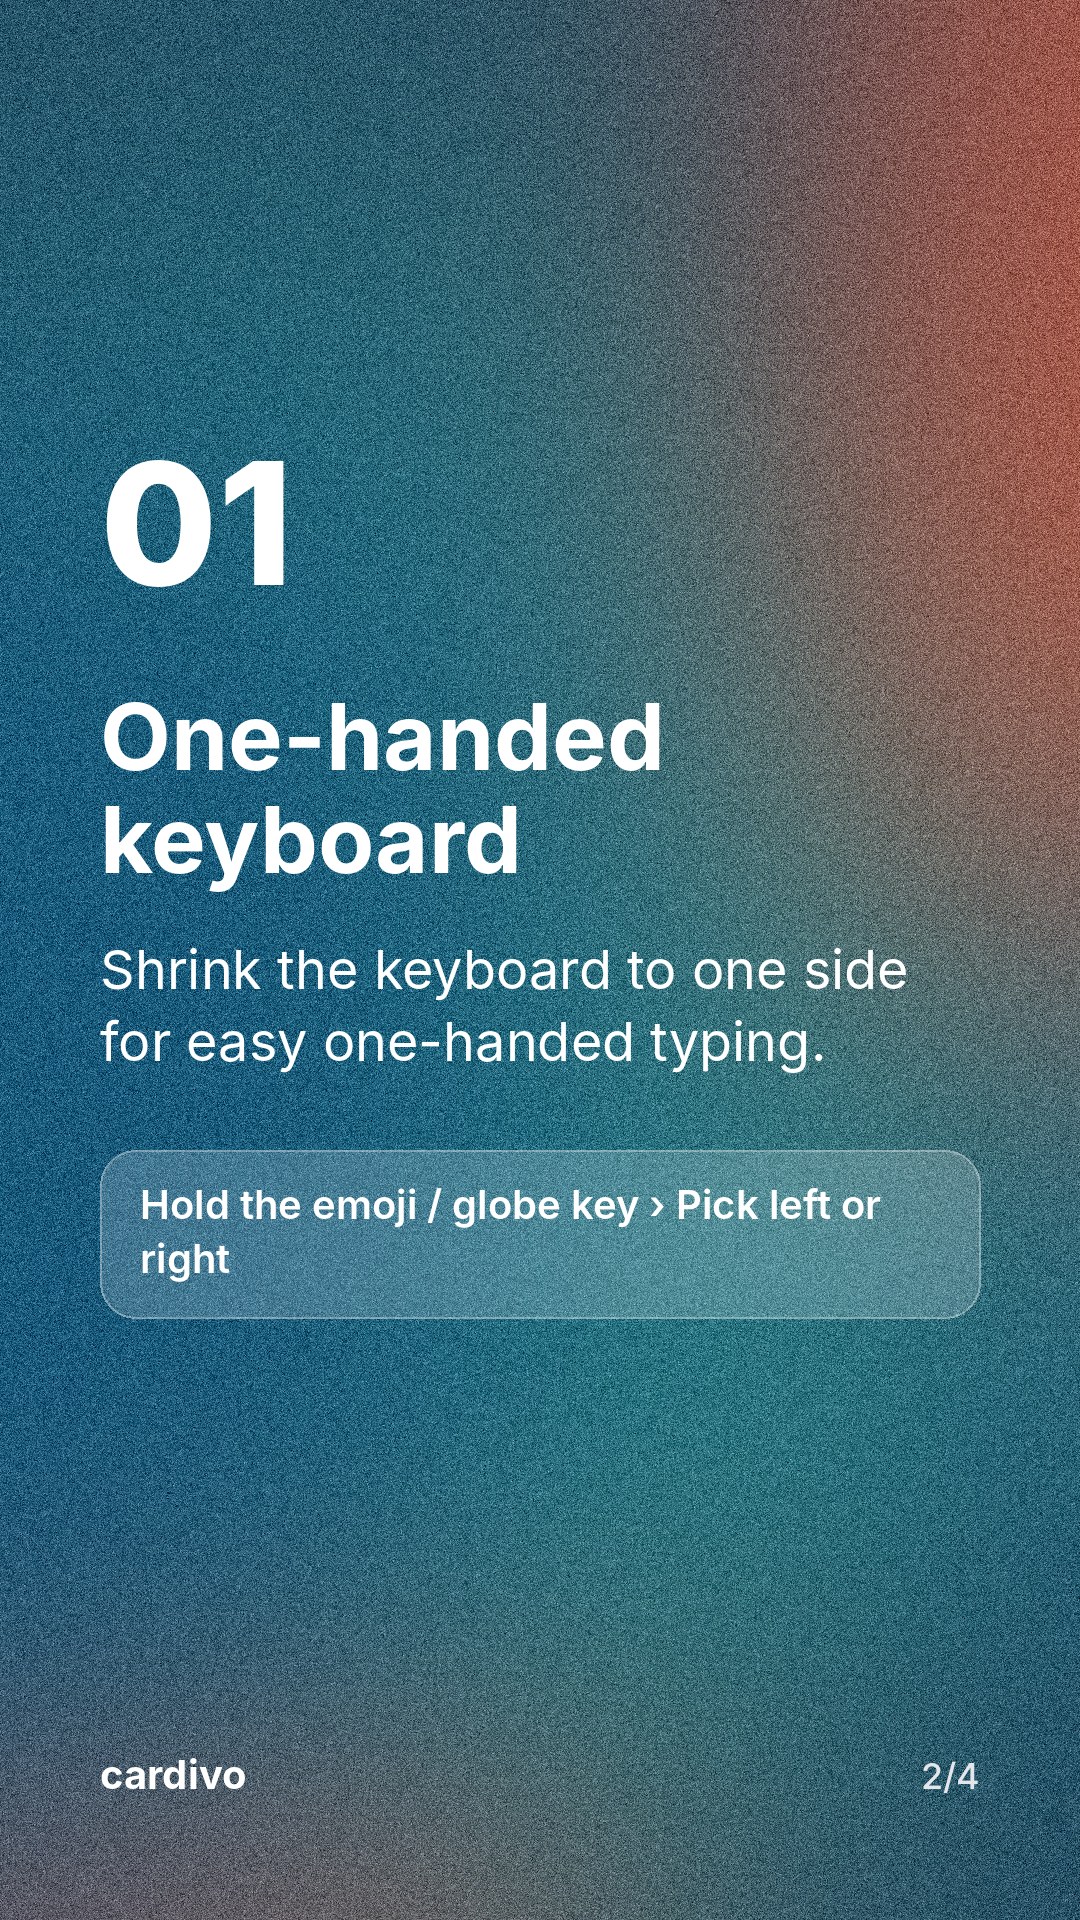 01
One-handed
keyboard
Shrink the keyboard to one side
for easy one-handed typing.
Hold the emoji / globe key › Pick left or
right
cardivo
2/4